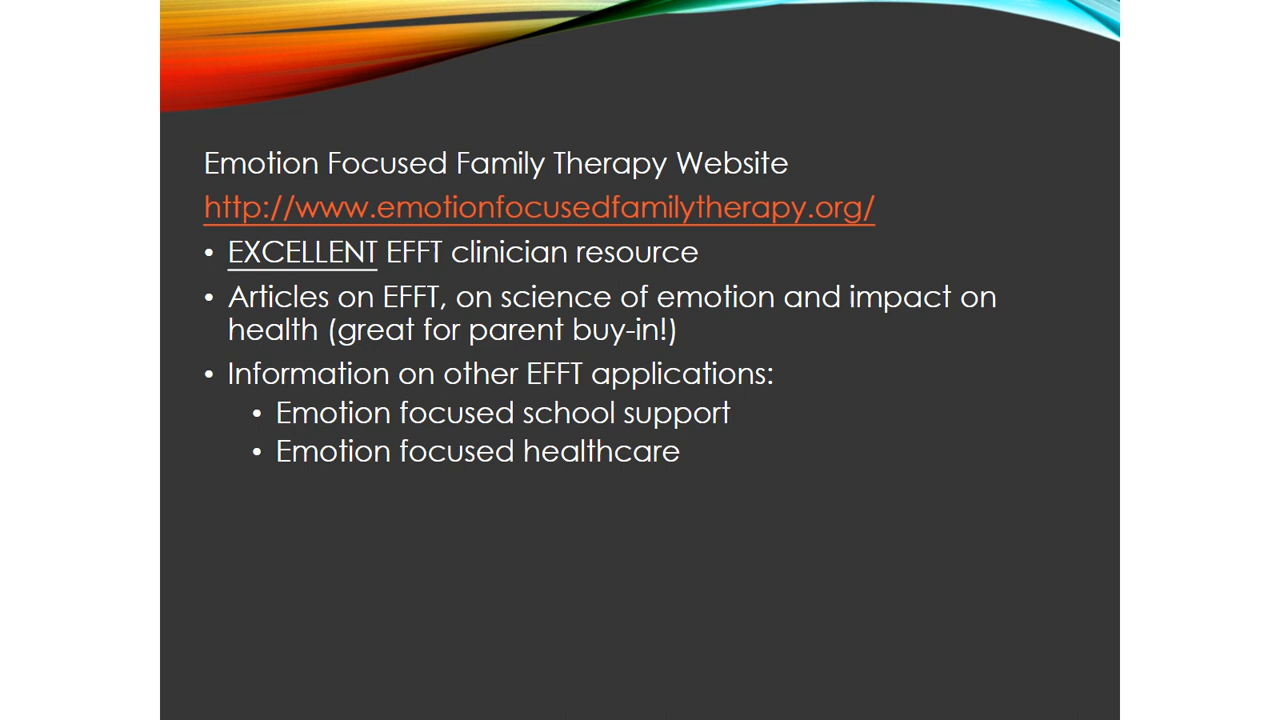 Emotion Focused Family Therapy Website
http://www.emotionfocusedfamilytherapy.org/
• EXCELLENT EFFT clinician resource
• Articles on EFFT, on science of emotion and impact on
health (great for parent buy-in!)
• Information on other EFFT applications:
• Emotion focused school support
• Emotion focused healthcare